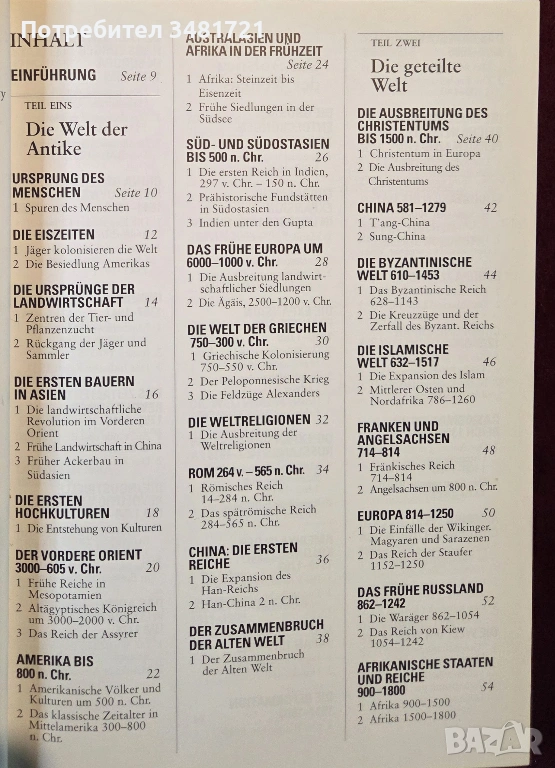 Потребител 3481721
INHALT
EINFÜHRUNG Seite 9
TEIL EINS
Die Welt der
Antike
URSPRUNG DES
MENSCHEN Seite 10
1 Spuren des Menschen
DIE EISZEITEN 12
1 Jäger kolonisieren die Welt
2 Die Besiedlung Amerikas
DIE URSPRÜNGE DER
LANDWIRTSCHAFT 14
1 Zentren der Tier- und
Pflanzenzucht
2 Rückgang der Jäger und
Sammler
DIE ERSTEN BAUERN
IN ASIEN 16
1 Die landwirtschaftliche
Revolution im Vorderen
Orient
2 Frühe Landwirtschaft in China
3 Früher Ackerbau in
Südasien
DIE ERSTEN
HOCHKULTUREN 18
1 Die Entstehung von Kulturen
DER VORDERE ORIENT
3000–605 v. Chr. 20
1 Frühe Reiche in
Mesopotamien
2 Altägyptisches Königreich
um 3000–2000 v. Chr.
3 Das Reich der Assyrer
AMERIKA BIS
800 n. Chr. 22
1 Amerikanische Völker und
Kulturen um 500 n. Chr.
2 Das klassische Zeitalter in
Mittelamerika 300–800
n. Chr.
AUSTRALASIEN UND
AFRIKA IN DER FRÜHZEIT
Seite 24
1 Afrika: Steinzeit bis
Eisenzeit
2 Frühe Siedlungen in der
Südsee
SÜD- UND SÜDOSTASIEN
BIS 500 n. Chr. 26
1 Die ersten Reich in Indien,
297 v. Chr. – 150 n. Chr.
2 Prähistorische Fundstätten
in Südostasien
3 Indien unter den Gupta
DAS FRÜHE EUROPA UM
6000–1000 v. Chr. 28
1 Die Ausbreitung landwirt-
schaftlicher Siedlungen
2 Die Ägäis, 2500-1200 v. Chr.
DIE WELT DER GRIECHEN
750–300 v. Chr. 30
1 Griechische Kolonisierung
750–550 v. Chr.
2 Der Peloponnesische Krieg
3 Die Feldzüge Alexanders
DIE WELTRELIGIONEN 32
1 Die Ausbreitung der
Weltreligionen
ROM 264 v. – 565 n. Chr. 34
1 Römisches Reich
14–284 n. Chr.
2 Das spätrömische Reich
284–565 n. Chr.
CHINA: DIE ERSTEN
REICHE 36
1 Die Expansion des
Han-Reichs
2 Han-China 2 n. Chr.
DER ZUSAMMENBRUCH
DER ALTEN WELT 38
1 Der Zusammenbruch
der Alten Welt
TEIL ZWEI
Die geteilte
Welt
DIE AUSBREITUNG DES
CHRISTENTUMS
BIS 1500 n. Chr. Seite 40
1 Christentum in Europa
2 Die Ausbreitung des
Christentums
CHINA 581–1279 42
1 T'ang-China
2 Sung-China
DIE BYZANTINISCHE
WELT 610–1453 44
1 Das Byzantinische Reich
628–1143
2 Die Kreuzzüge und der
Zerfall des Byzant. Reichs
DIE ISLAMISCHE
WELT 632–1517 46
1 Die Expansion des Islam
2 Mittlerer Osten und
Nordafrika 786–1260
FRANKEN UND
ANGELSACHSEN
714–814 48
1 Fränkisches Reich
714–814
2 Angelsachsen um 800 n. Chr.
EUROPA 814–1250 50
1 Die Einfälle der Wikinger,
Magyaren und Sarazenen
2 Das Reich der Staufer
1152–1250
DAS FRÜHE RUSSLAND
862–1242 52
1 Die Waräger 862–1054
2 Das Reich von Kiew
1054–1242
AFRIKANISCHE STAATEN
UND REICHE
900–1800 54
1 Afrika 900–1500
2 Afrika 1500–1800
BAZAR